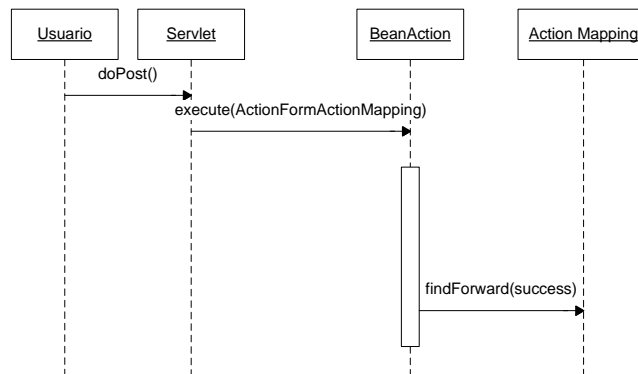 Usuario
Servlet
BeanAction
Action Mapping
doPost()
execute(ActionFormActionMapping)
findForward(success)